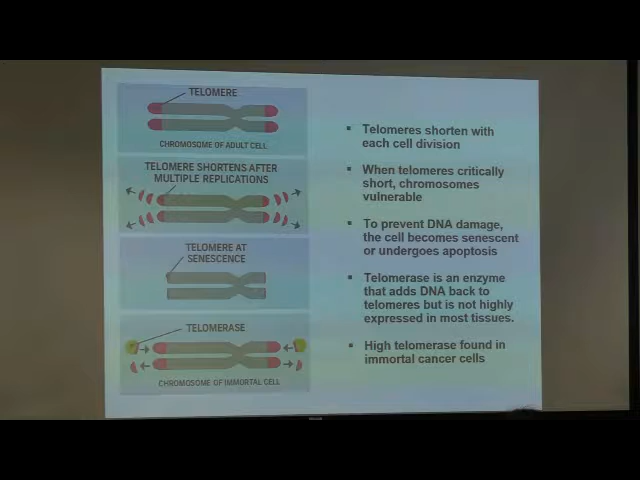 TELOMERE
CHROMOSOME OF ADULT CELL
TELOMERE SHORTENS AFTER
MULTIPLE REPLICATIONS
TELOMERE AT
SENESCENCE
TELOMERASE
CHROMOSOME OF IMMORTAL CELL
▪ Telomeres shorten with
each cell division
▪ When telomeres critically
short, chromosomes
vulnerable
▪ To prevent DNA damage,
the cell becomes senescent
or undergoes apoptosis
▪ Telomerase is an enzyme
that adds DNA back to
telomeres but is not highly
expressed in most tissues.
▪ High telomerase found in
immortal cancer cells